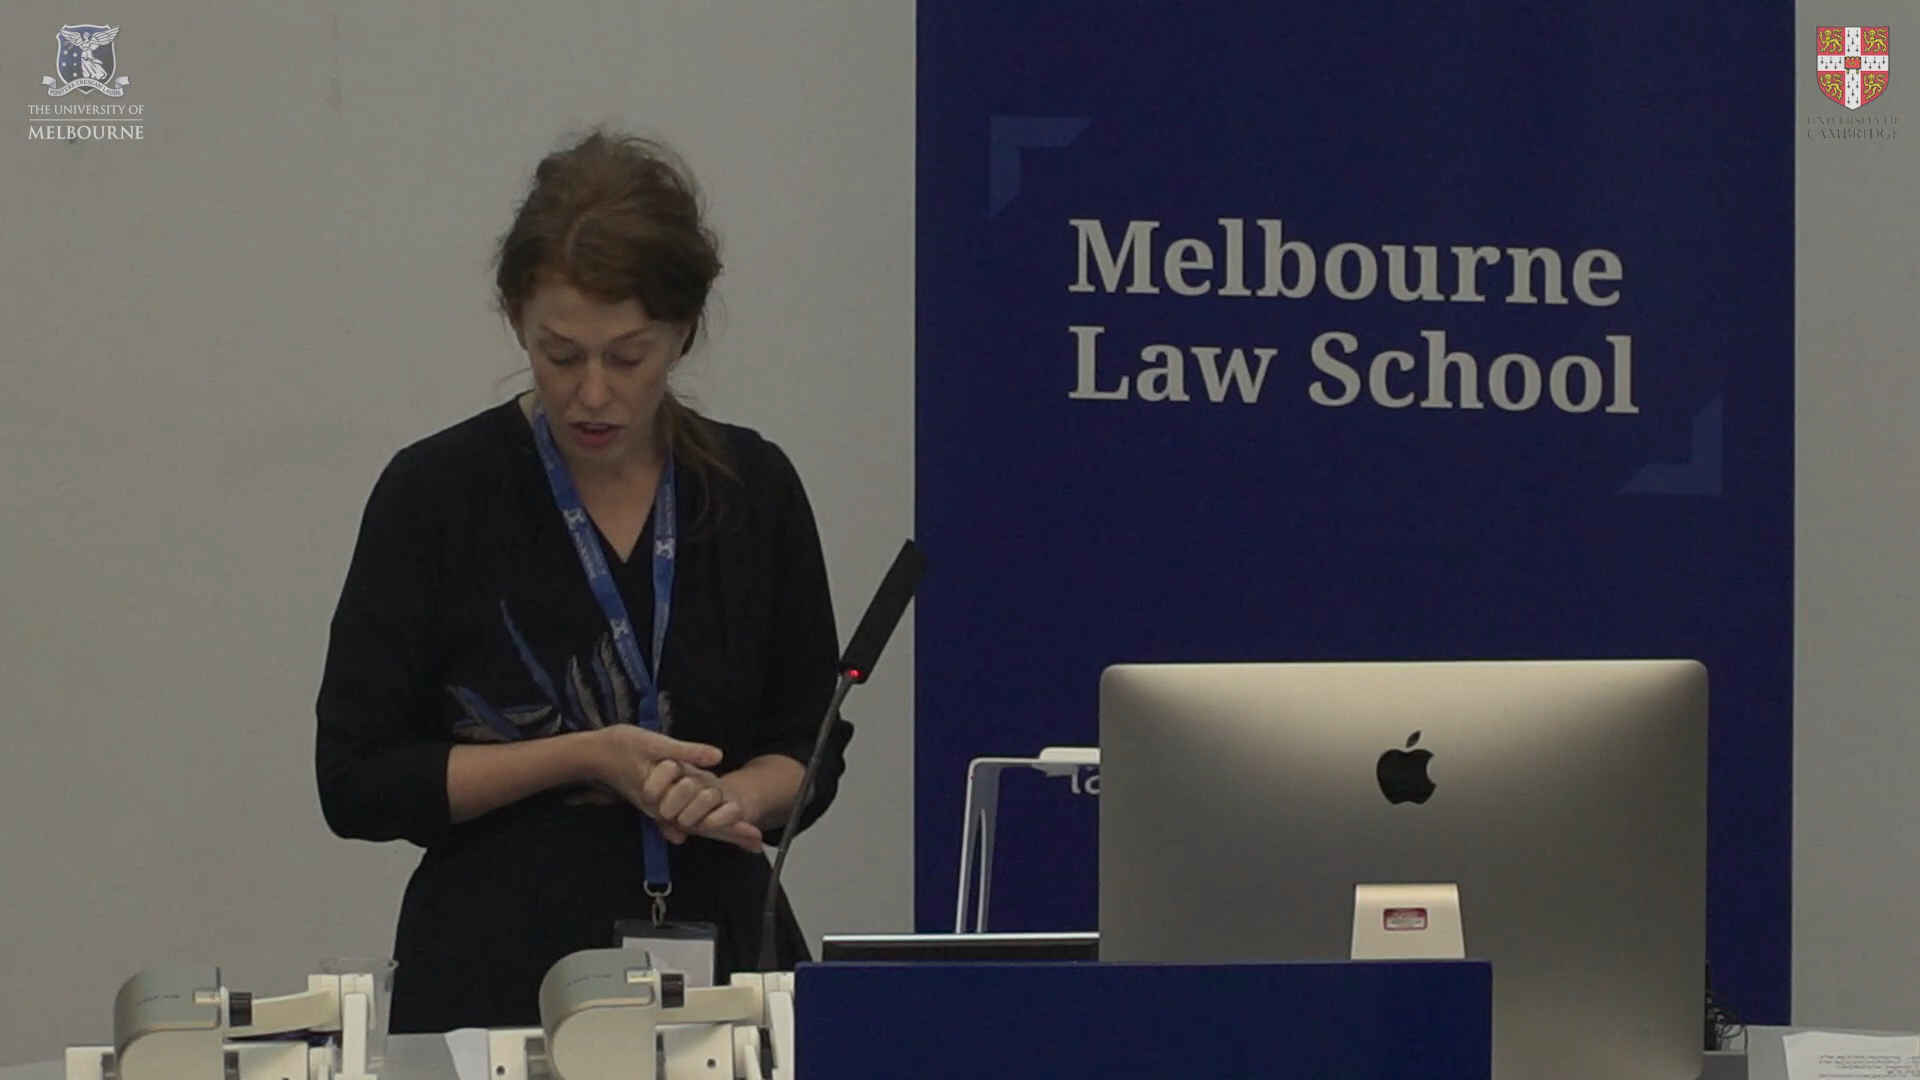 THE UNIVERSITY OF
MELBOURNE
UNIVERSITY OF
CAMBRIDGE
Melbourne
Law School